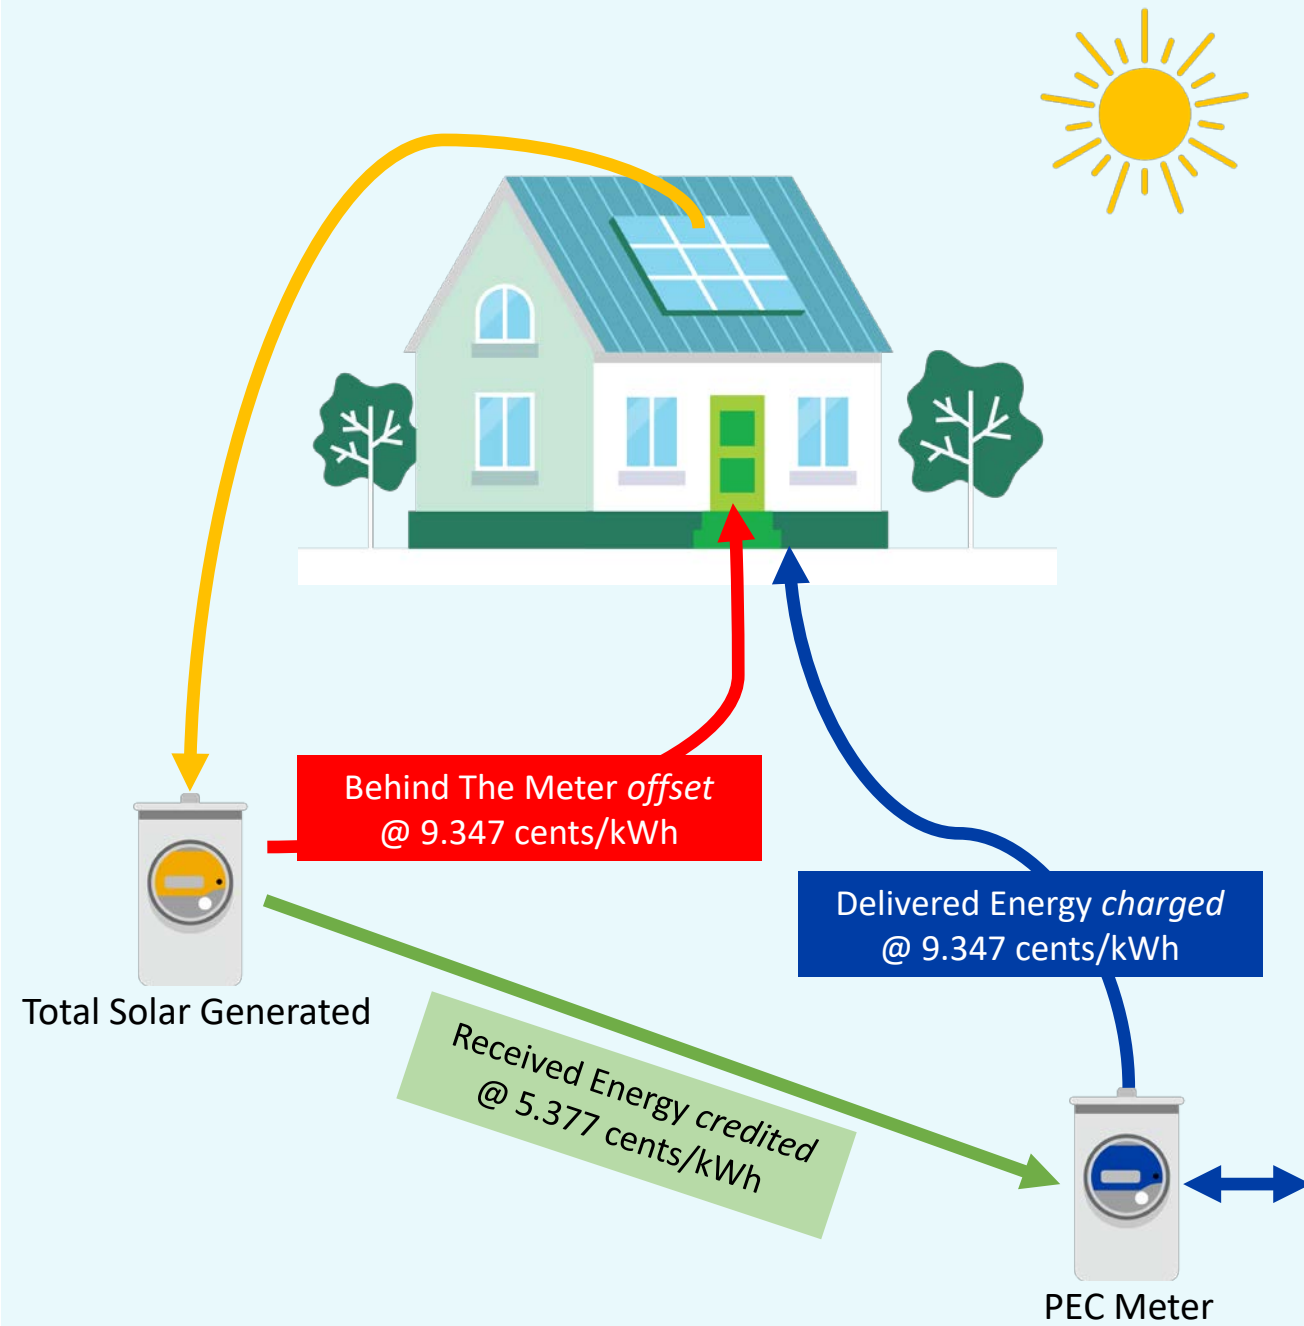 Behind The Meter offset
@ 9.347 cents/kWh
Delivered Energy charged
@ 9.347 cents/kWh
Total Solar Generated
Received Energy credited
@ 5.377 cents/kWh
PEC Meter